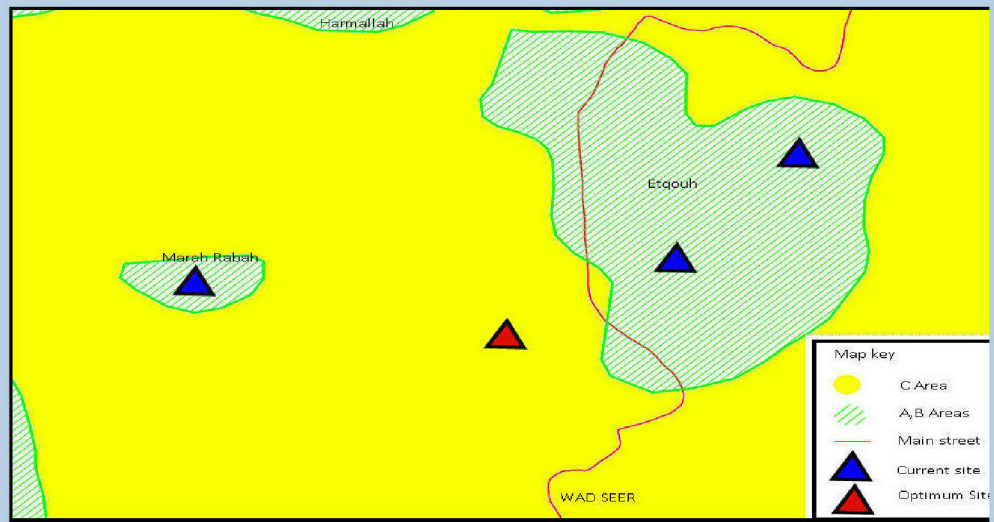 Harmallah
Etqouh
Marah Rabah
WAD SEER
Map key
C Area
A,B Areas
Main street
Current site
Optimum Site